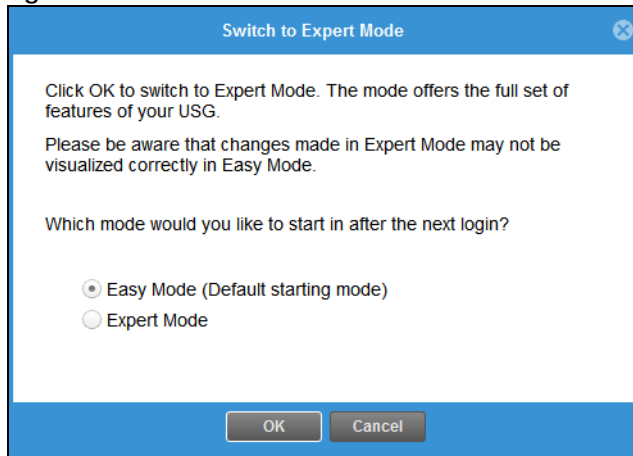 Switch to Expert Mode
Click OK to switch to Expert Mode. The mode offers the full set of
features of your USG.
Please be aware that changes made in Expert Mode may not be
visualized correctly in Easy Mode.
Which mode would you like to start in after the next login?
Easy Mode (Default starting mode)
Expert Mode
OK Cancel